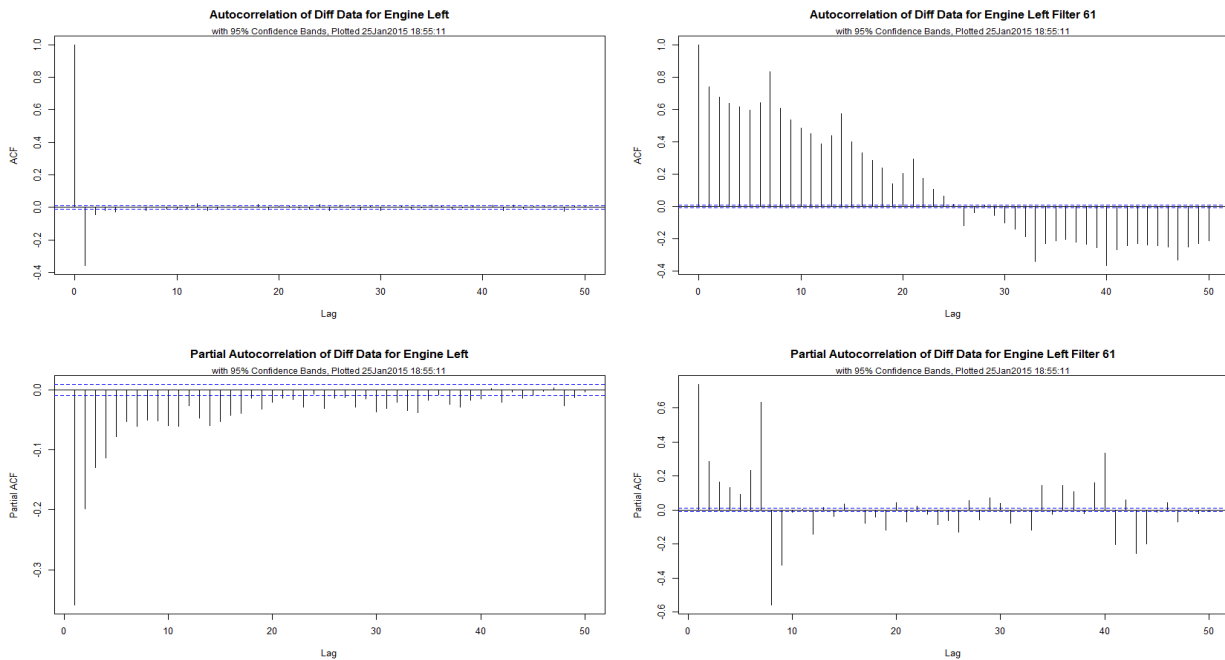 Autocorrelation of Diff Data for Engine Left
with 95% Confidence Bands, Plotted 25Jan2015 18:55:11
ACF
1.0
0.8
0.6
0.4
0.2
0.0
-0.2
-0.4
0 10 20 30 40 50
Lag
Autocorrelation of Diff Data for Engine Left Filter 61
with 95% Confidence Bands, Plotted 25Jan2015 18:55:11
ACF
1.0
0.8
0.6
0.4
0.2
0.0
-0.2
-0.4
0 10 20 30 40 50
Lag
Partial Autocorrelation of Diff Data for Engine Left
with 95% Confidence Bands, Plotted 25Jan2015 18:55:11
Partial ACF
0.0
-0.1
-0.2
-0.3
0 10 20 30 40 50
Lag
Partial Autocorrelation of Diff Data for Engine Left Filter 61
with 95% Confidence Bands, Plotted 25Jan2015 18:55:11
Partial ACF
0.6
0.4
0.2
0.0
-0.2
-0.4
-0.6
0 10 20 30 40 50
Lag